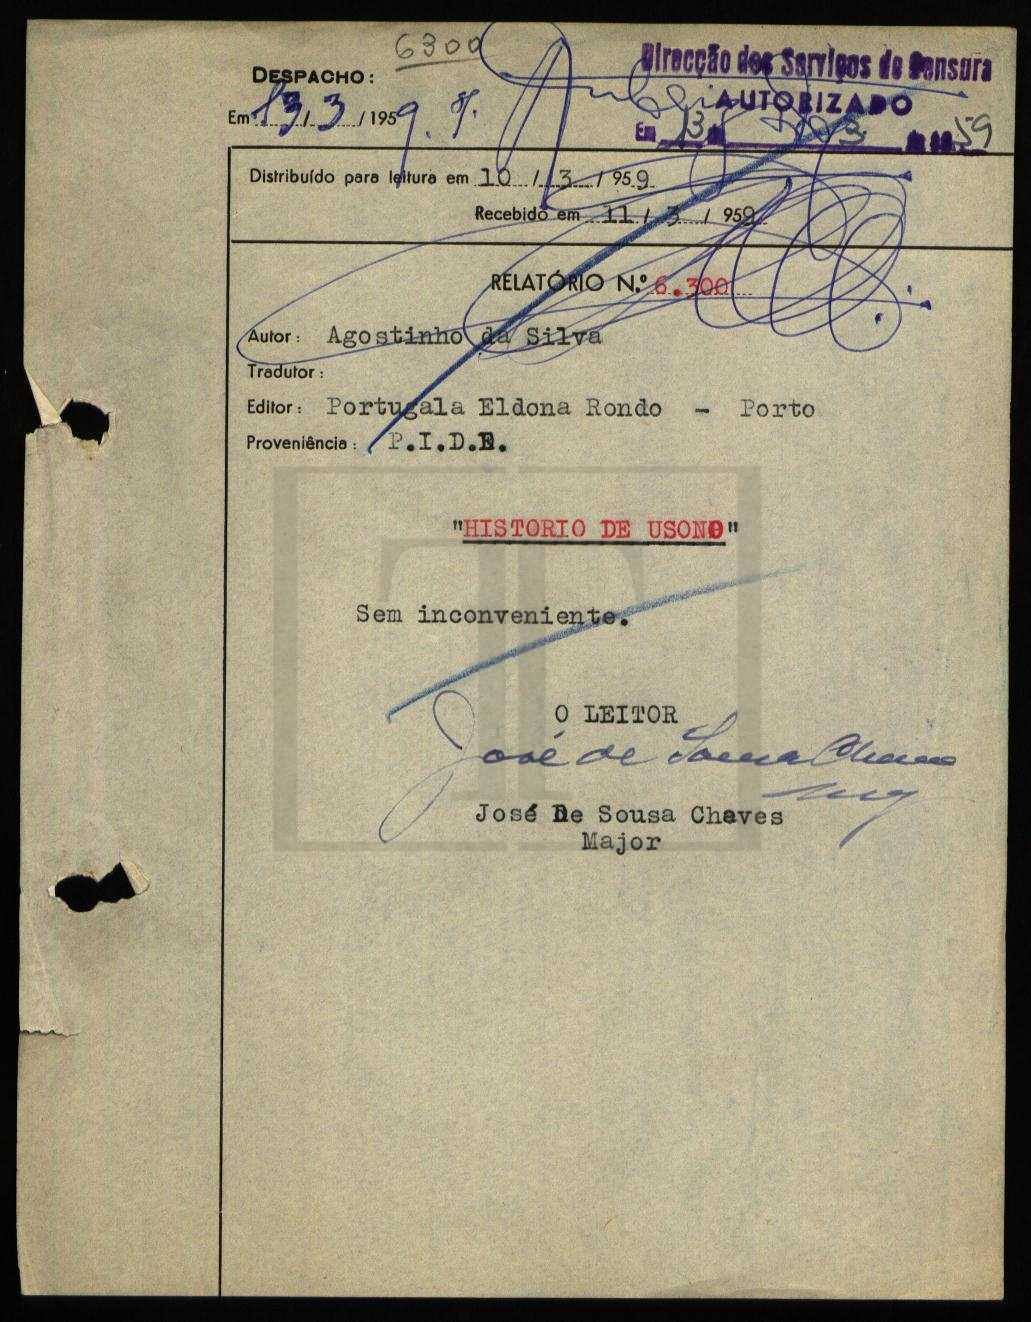 6300
Direcção dos Serviços de Censura
DESPACHO:
AUTORIZADO
Em 13/3/1959
Em 13 de 3 de 1959
Distribuído para leitura em 10 / 3 / 959
Recebido em 11 / 3 / 959
RELATÓRIO N.º 6.300
Autor: Agostinho da Silva
Tradutor:
Editor: Portugala Eldona Rondo - Porto
Proveniência: P.I.D.E.
"HISTORIO DE USONO"
Sem inconveniente.
O LEITOR
José de Sousa Chaves
José De Sousa Chaves
Major